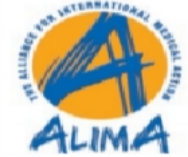 THE ALLIANCE FOR INTERNATIONAL MEDICAL ACTION
ALIMA